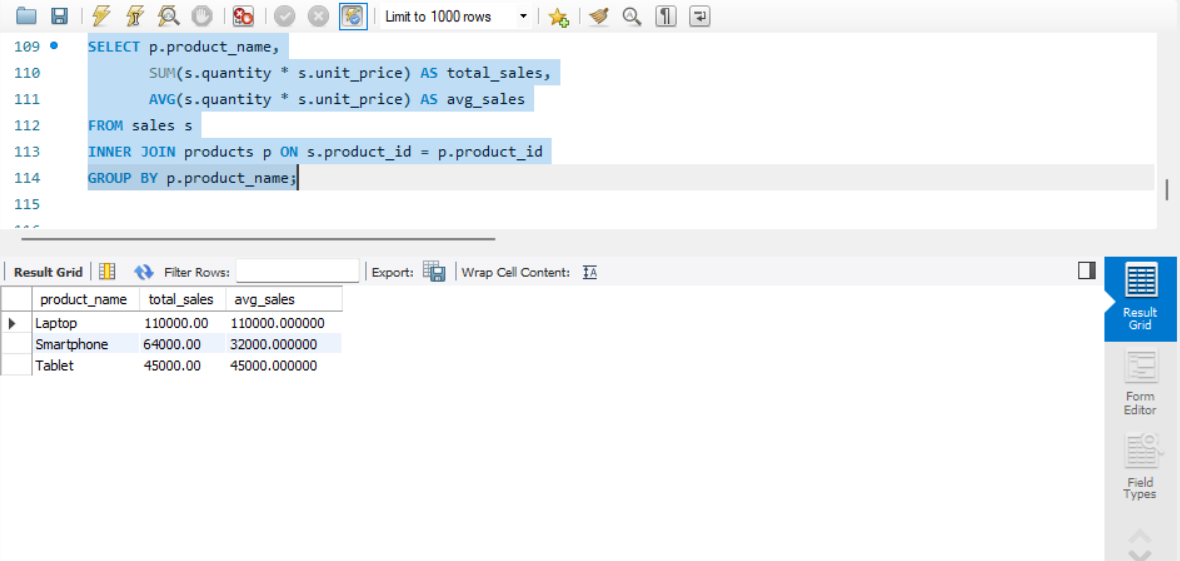 Limit to 1000 rows
109 SELECT p.product_name,
110 SUM(s.quantity * s.unit_price) AS total_sales,
111 AVG(s.quantity * s.unit_price) AS avg_sales
112 FROM sales s
113 INNER JOIN products p ON s.product_id = p.product_id
114 GROUP BY p.product_name;
115
Result Grid Filter Rows: Export: Wrap Cell Content: IA
product_name total_sales avg_sales
Laptop 110000.00 110000.000000
Smartphone 64000.00 32000.000000
Tablet 45000.00 45000.000000
Result
Grid
Form
Editor
Field
Types